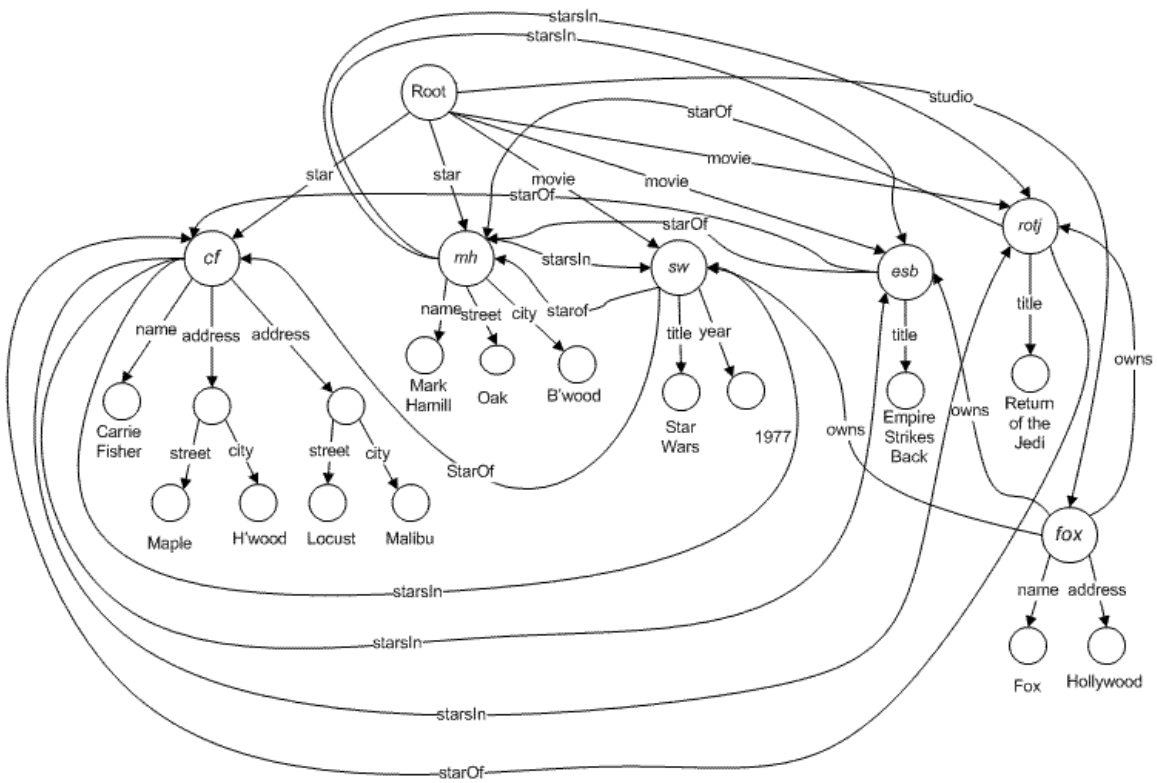 starsIn
starsIn
Root
studio
starOf
movie
star
star
movie
movie
starOf
starOf
rotj
cf
mh
starsIn
sw
esb
name
street
city
starof
title
name
address
address
title
year
title
owns
Mark
Hamill
Oak
B'wood
Carrie
Fisher
Star
Wars
1977
owns
Empire
Strikes
Back
owns
Return
of the
Jedi
street
city
street
city
StarOf
Maple
H'wood
Locust
Malibu
fox
starsIn
name
address
starsIn
Fox
Hollywood
starsIn
starOf